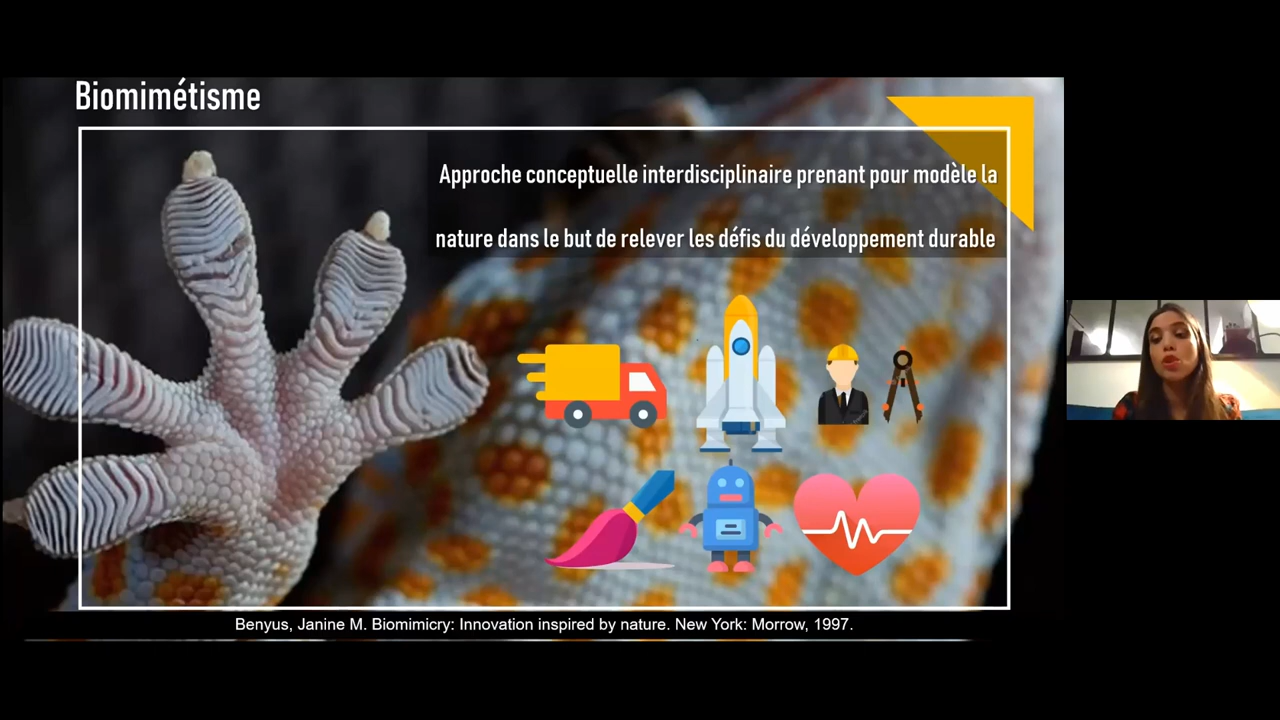 Biomimétisme
Approche conceptuelle interdisciplinaire prenant pour modèle la
nature dans le but de relever les défis du développement durable
Benyus, Janine M. Biomimicry: Innovation inspired by nature. New York: Morrow, 1997.